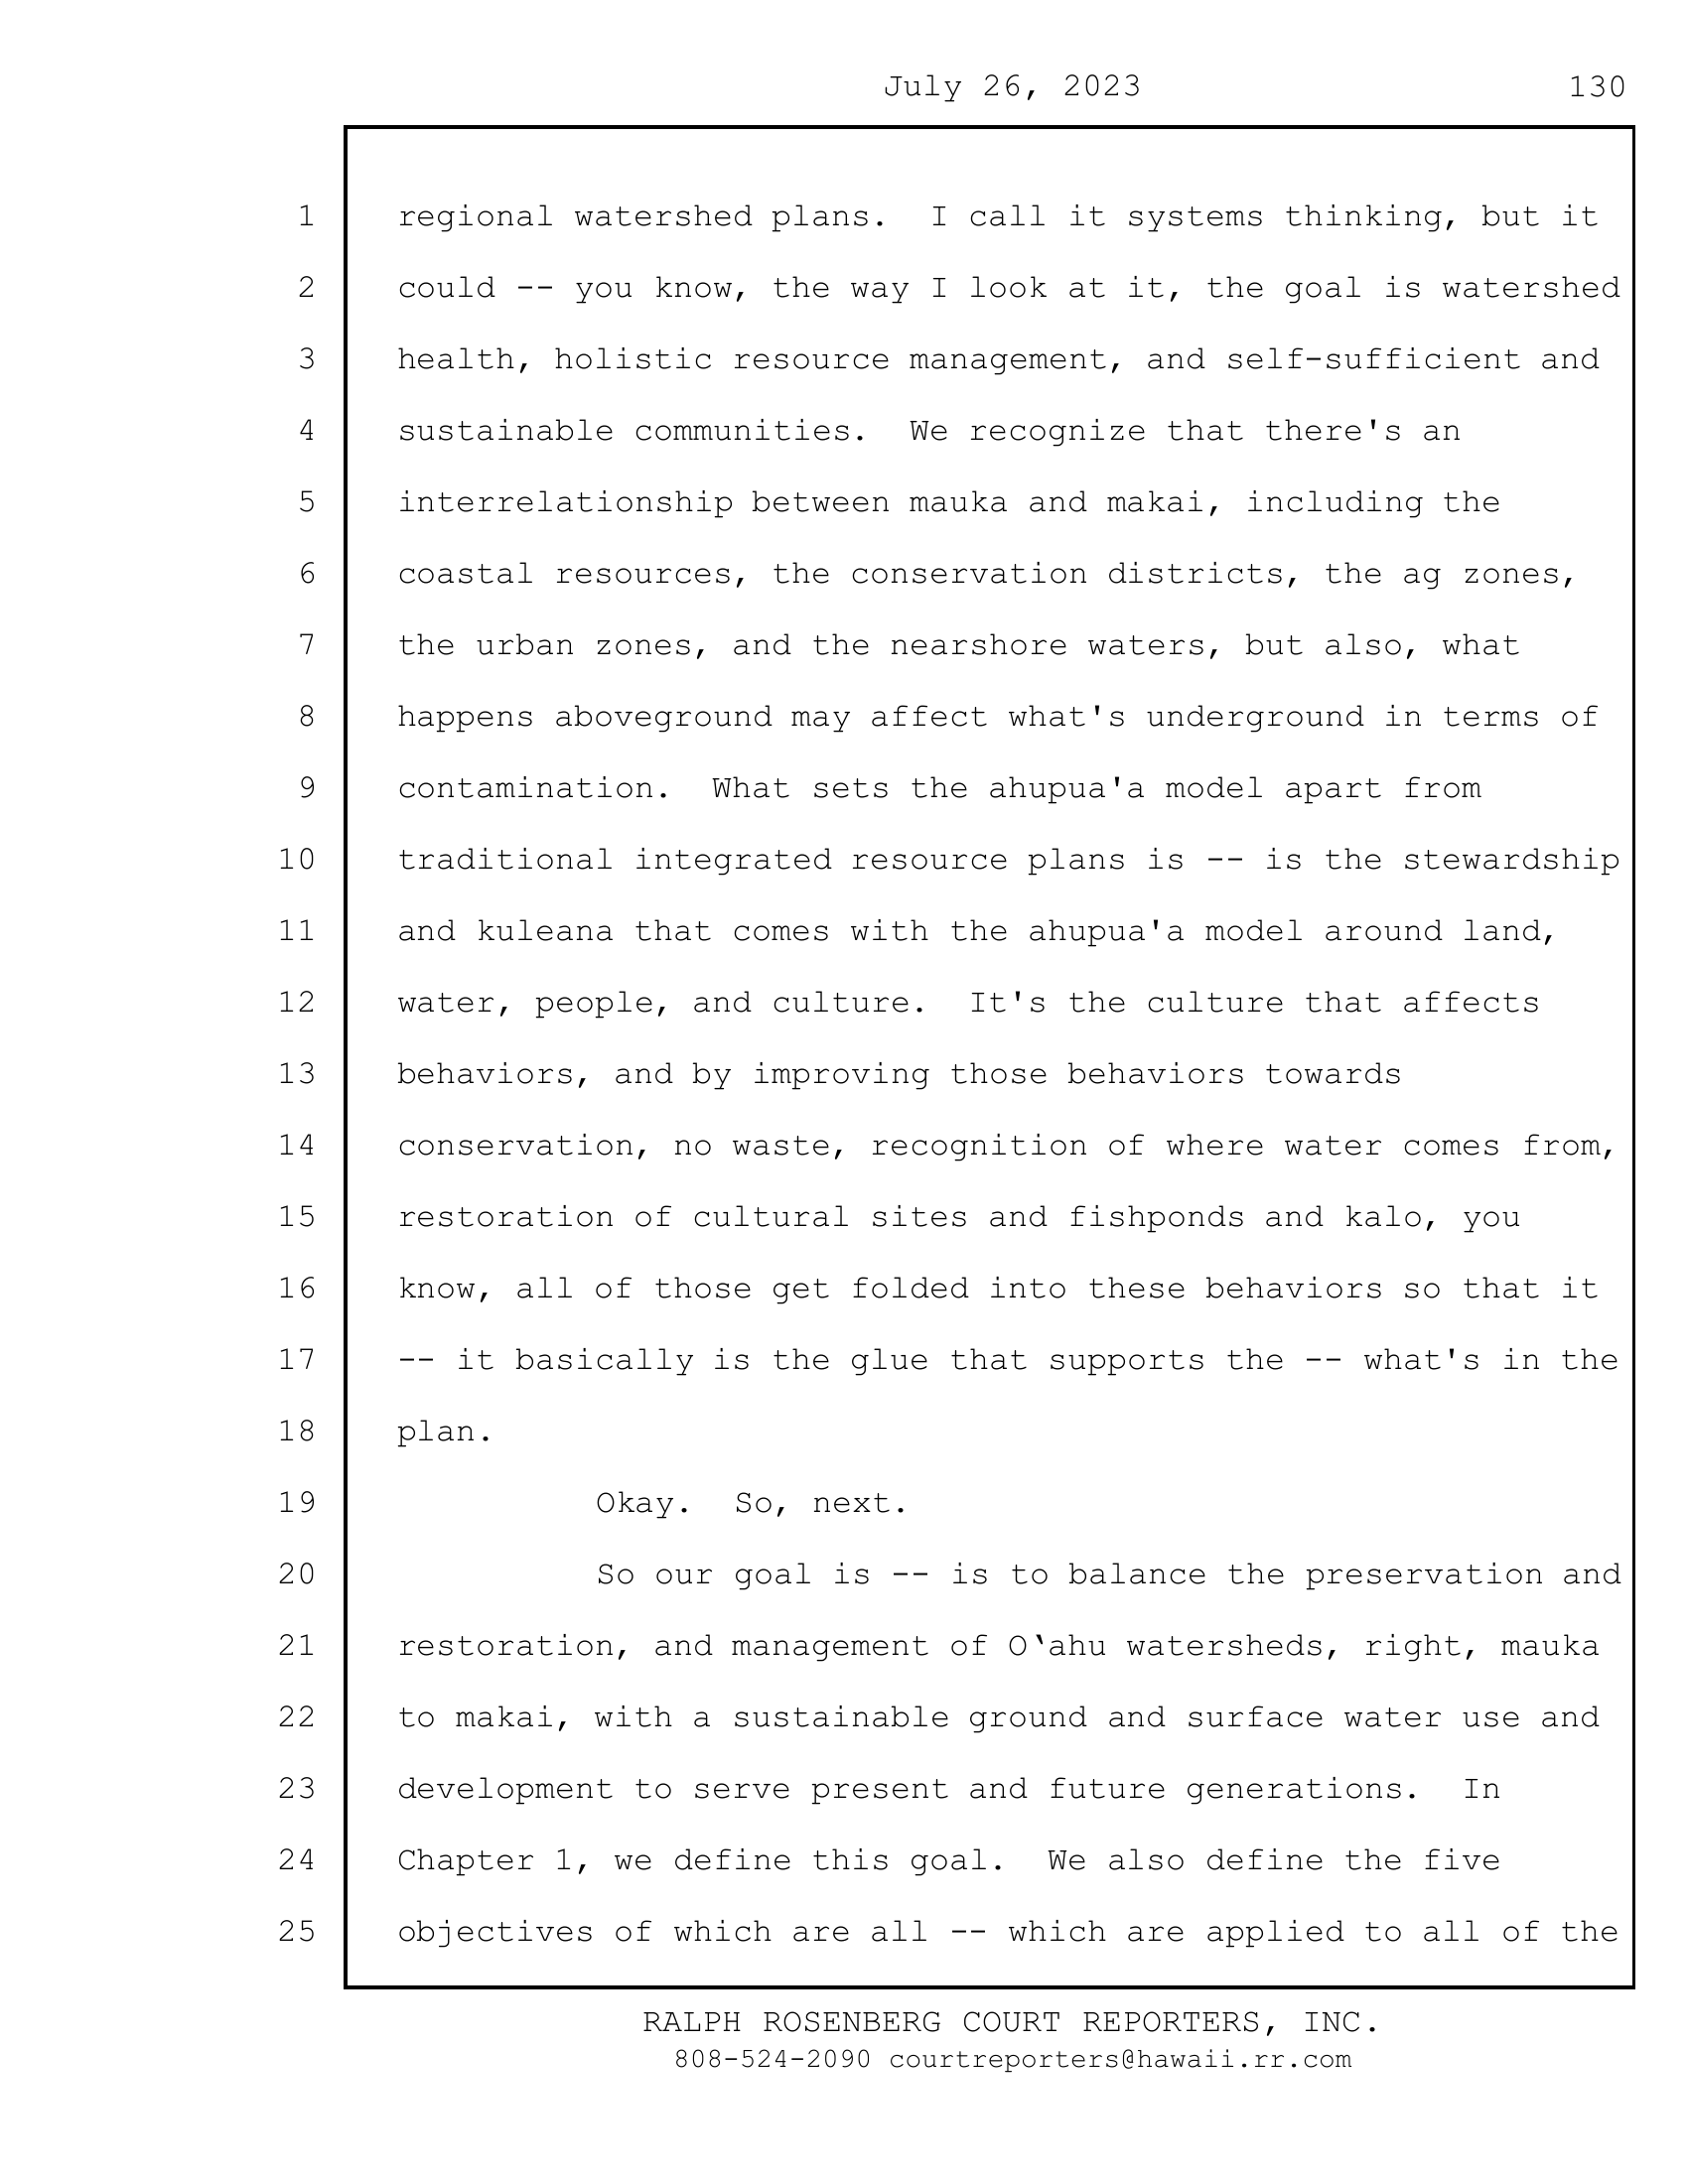 July 26, 2023 130
1 regional watershed plans.  I call it systems thinking, but it
2 could -- you know, the way I look at it, the goal is watershed
3 health, holistic resource management, and self-sufficient and
4 sustainable communities.  We recognize that there's an
5 interrelationship between mauka and makai, including the
6 coastal resources, the conservation districts, the ag zones,
7 the urban zones, and the nearshore waters, but also, what
8 happens aboveground may affect what's underground in terms of
9 contamination.  What sets the ahupua'a model apart from
10 traditional integrated resource plans is -- is the stewardship
11 and kuleana that comes with the ahupua'a model around land,
12 water, people, and culture.  It's the culture that affects
13 behaviors, and by improving those behaviors towards
14 conservation, no waste, recognition of where water comes from,
15 restoration of cultural sites and fishponds and kalo, you
16 know, all of those get folded into these behaviors so that it
17 -- it basically is the glue that supports the -- what's in the
18 plan.
19 Okay.  So, next.
20 So our goal is -- is to balance the preservation and
21 restoration, and management of Oʻahu watersheds, right, mauka
22 to makai, with a sustainable ground and surface water use and
23 development to serve present and future generations.  In
24 Chapter 1, we define this goal.  We also define the five
25 objectives of which are all -- which are applied to all of the
RALPH ROSENBERG COURT REPORTERS, INC.
808-524-2090 courtreporters@hawaii.rr.com